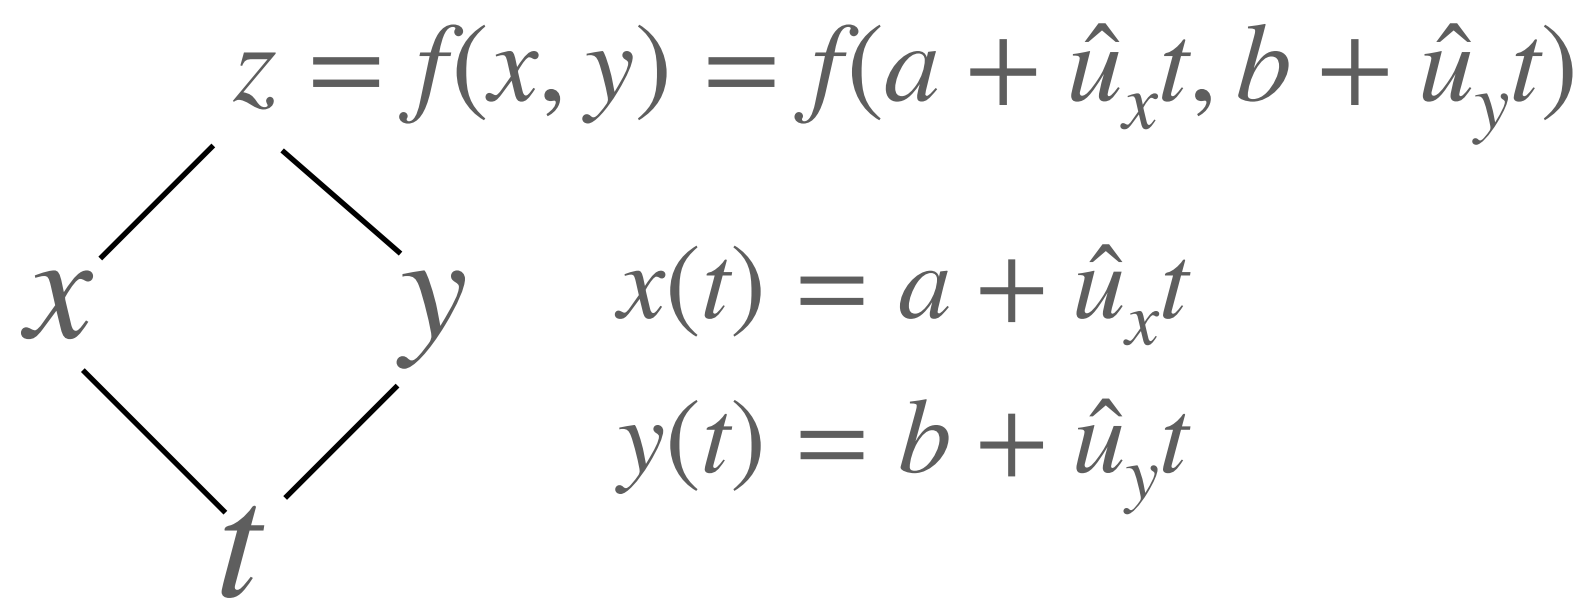 z = f(x, y) = f(a + û_x t, b + û_y t)
x y
x(t) = a + û_x t
y(t) = b + û_y t
t